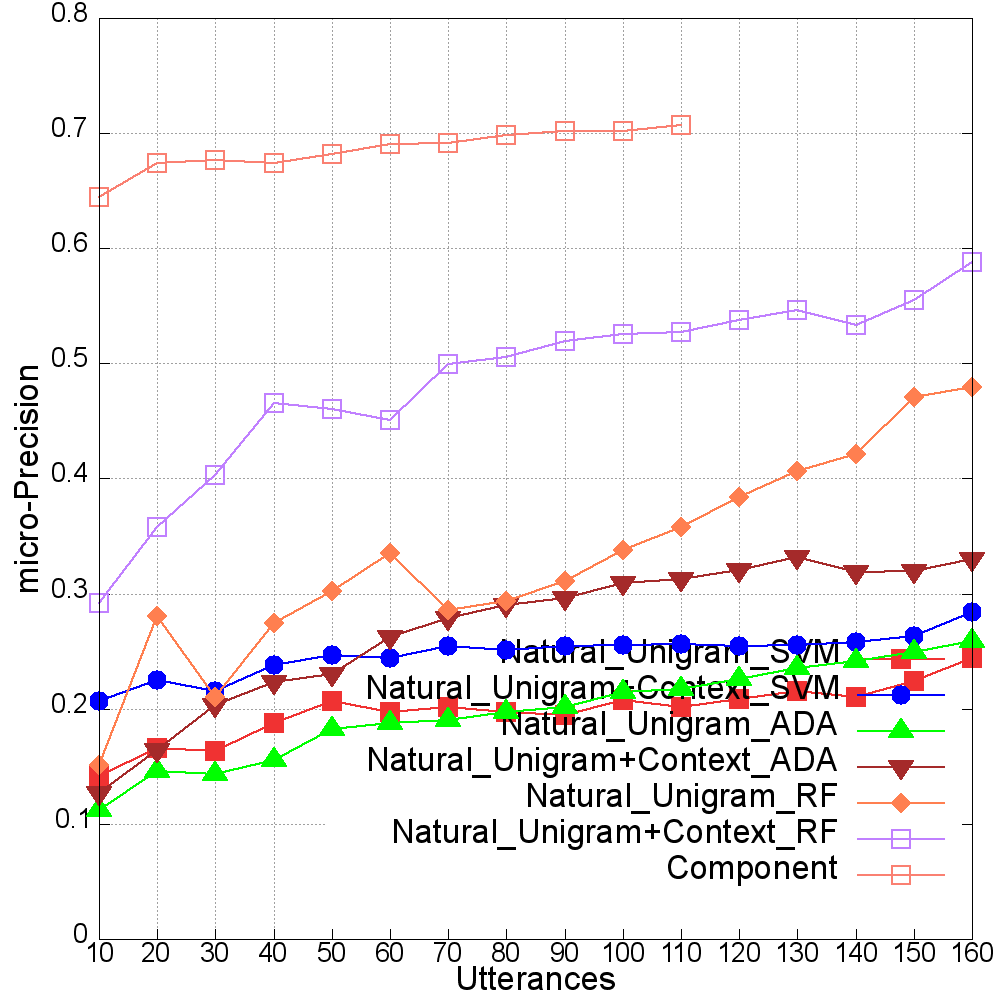 0.8
0.7
0.6
0.5
0.4
0.3
0.2
0.1
0
micro-Precision
Natural_Unigram_SVM
Natural_Unigram+Context_SVM
Natural_Unigram_ADA
Natural_Unigram+Context_ADA
Natural_Unigram_RF
Natural_Unigram+Context_RF
Component
10 20 30 40 50 60 70 80 90 100 110 120 130 140 150 160
Utterances